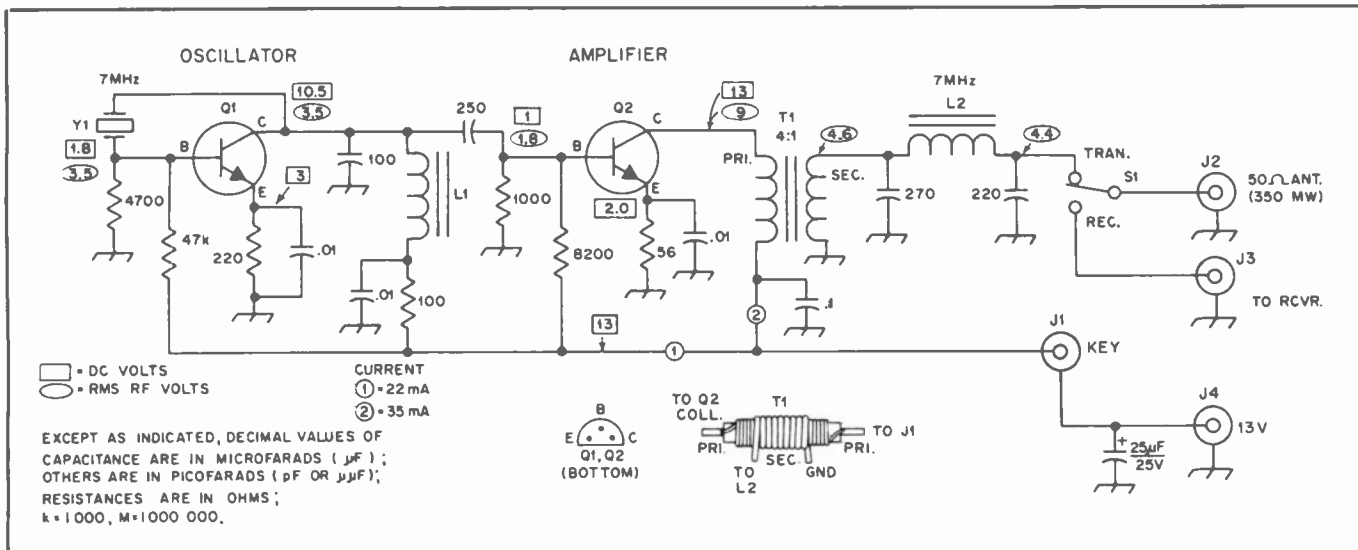 OSCILLATOR
AMPLIFIER
7MHz
Y1
1.8
3.5
B
Q1
C
10.5
3.5
E
3
4700
47k
220
.01
100
L1
.01
100
250
1
1.8
1000
8200
B
Q2
C
E
2.0
56
.01
13
9
T1
4:1
PRI.
SEC.
4.6
.1
2
7MHz
L2
4.4
270
220
TRAN.
S1
REC.
J2
50Ω ANT.
(350 MW)
J3
TO RCVR.
13
1
J1
KEY
J4
13V
+
25µF
25V
= DC VOLTS
= RMS RF VOLTS
CURRENT
1 = 22mA
2 = 35mA
EXCEPT AS INDICATED, DECIMAL VALUES OF
CAPACITANCE ARE IN MICROFARADS (µF);
OTHERS ARE IN PICOFARADS (pF OR µµF);
RESISTANCES ARE IN OHMS;
k=1000, M=1000 000.
B
E
C
Q1, Q2
(BOTTOM)
TO Q2
COLL.
T1
PRI.
TO
L2
SEC.
GND
PRI.
TO J1